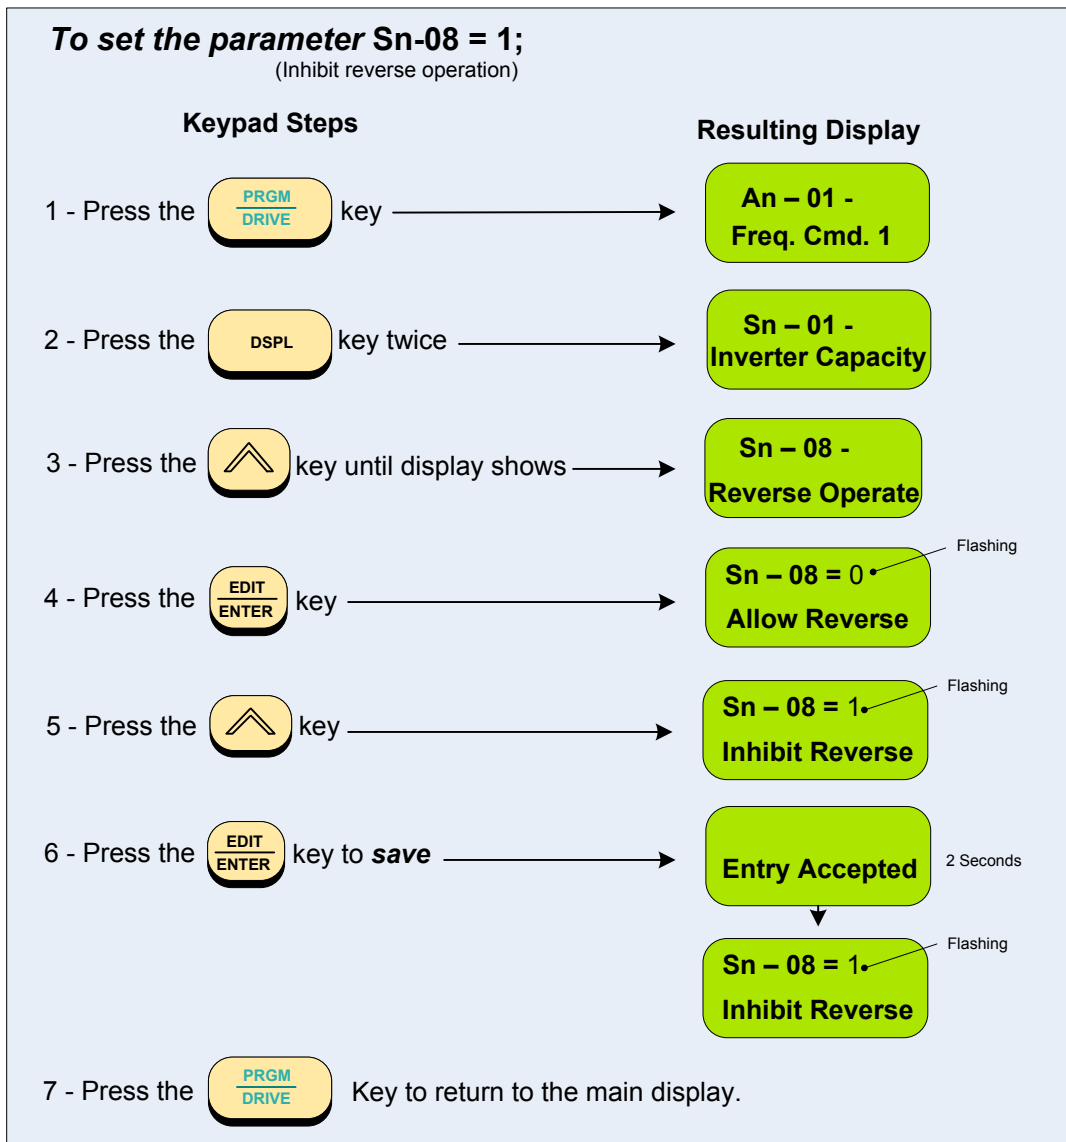 To set the parameter Sn-08 = 1;
(Inhibit reverse operation)
Keypad Steps
Resulting Display
1 - Press the PRGM DRIVE key
An – 01 -
Freq. Cmd. 1
2 - Press the DSPL key twice
Sn – 01 -
Inverter Capacity
3 - Press the key until display shows
Sn – 08 -
Reverse Operate
4 - Press the EDIT ENTER key
Sn – 08 = 0
Allow Reverse
Flashing
5 - Press the key
Sn – 08 = 1
Inhibit Reverse
Flashing
6 - Press the EDIT ENTER key to save
Entry Accepted
2 Seconds
Sn – 08 = 1
Inhibit Reverse
Flashing
7 - Press the PRGM DRIVE Key to return to the main display.